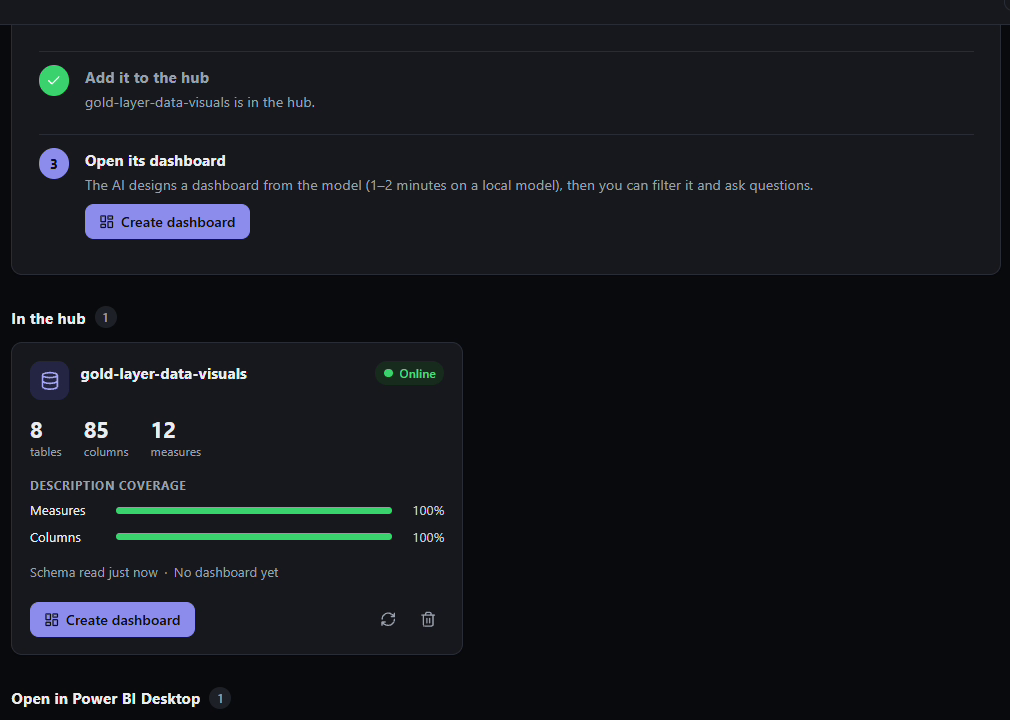 Add it to the hub
gold-layer-data-visuals is in the hub.
3
Open its dashboard
The AI designs a dashboard from the model (1–2 minutes on a local model), then you can filter it and ask questions.
Create dashboard
In the hub 1
gold-layer-data-visuals
Online
8 85 12
tables columns measures
DESCRIPTION COVERAGE
Measures 100%
Columns 100%
Schema read just now · No dashboard yet
Create dashboard
Open in Power BI Desktop 1